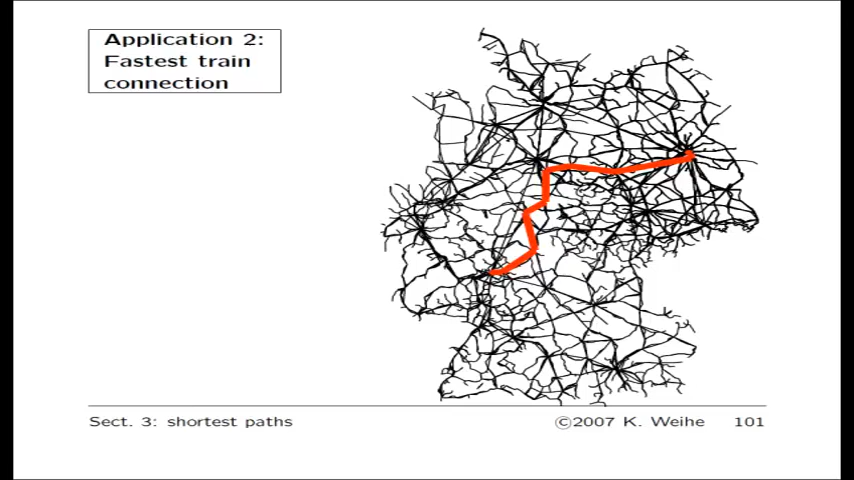 Application 2:
Fastest train
connection
Sect. 3: shortest paths
©2007 K. Weihe 101